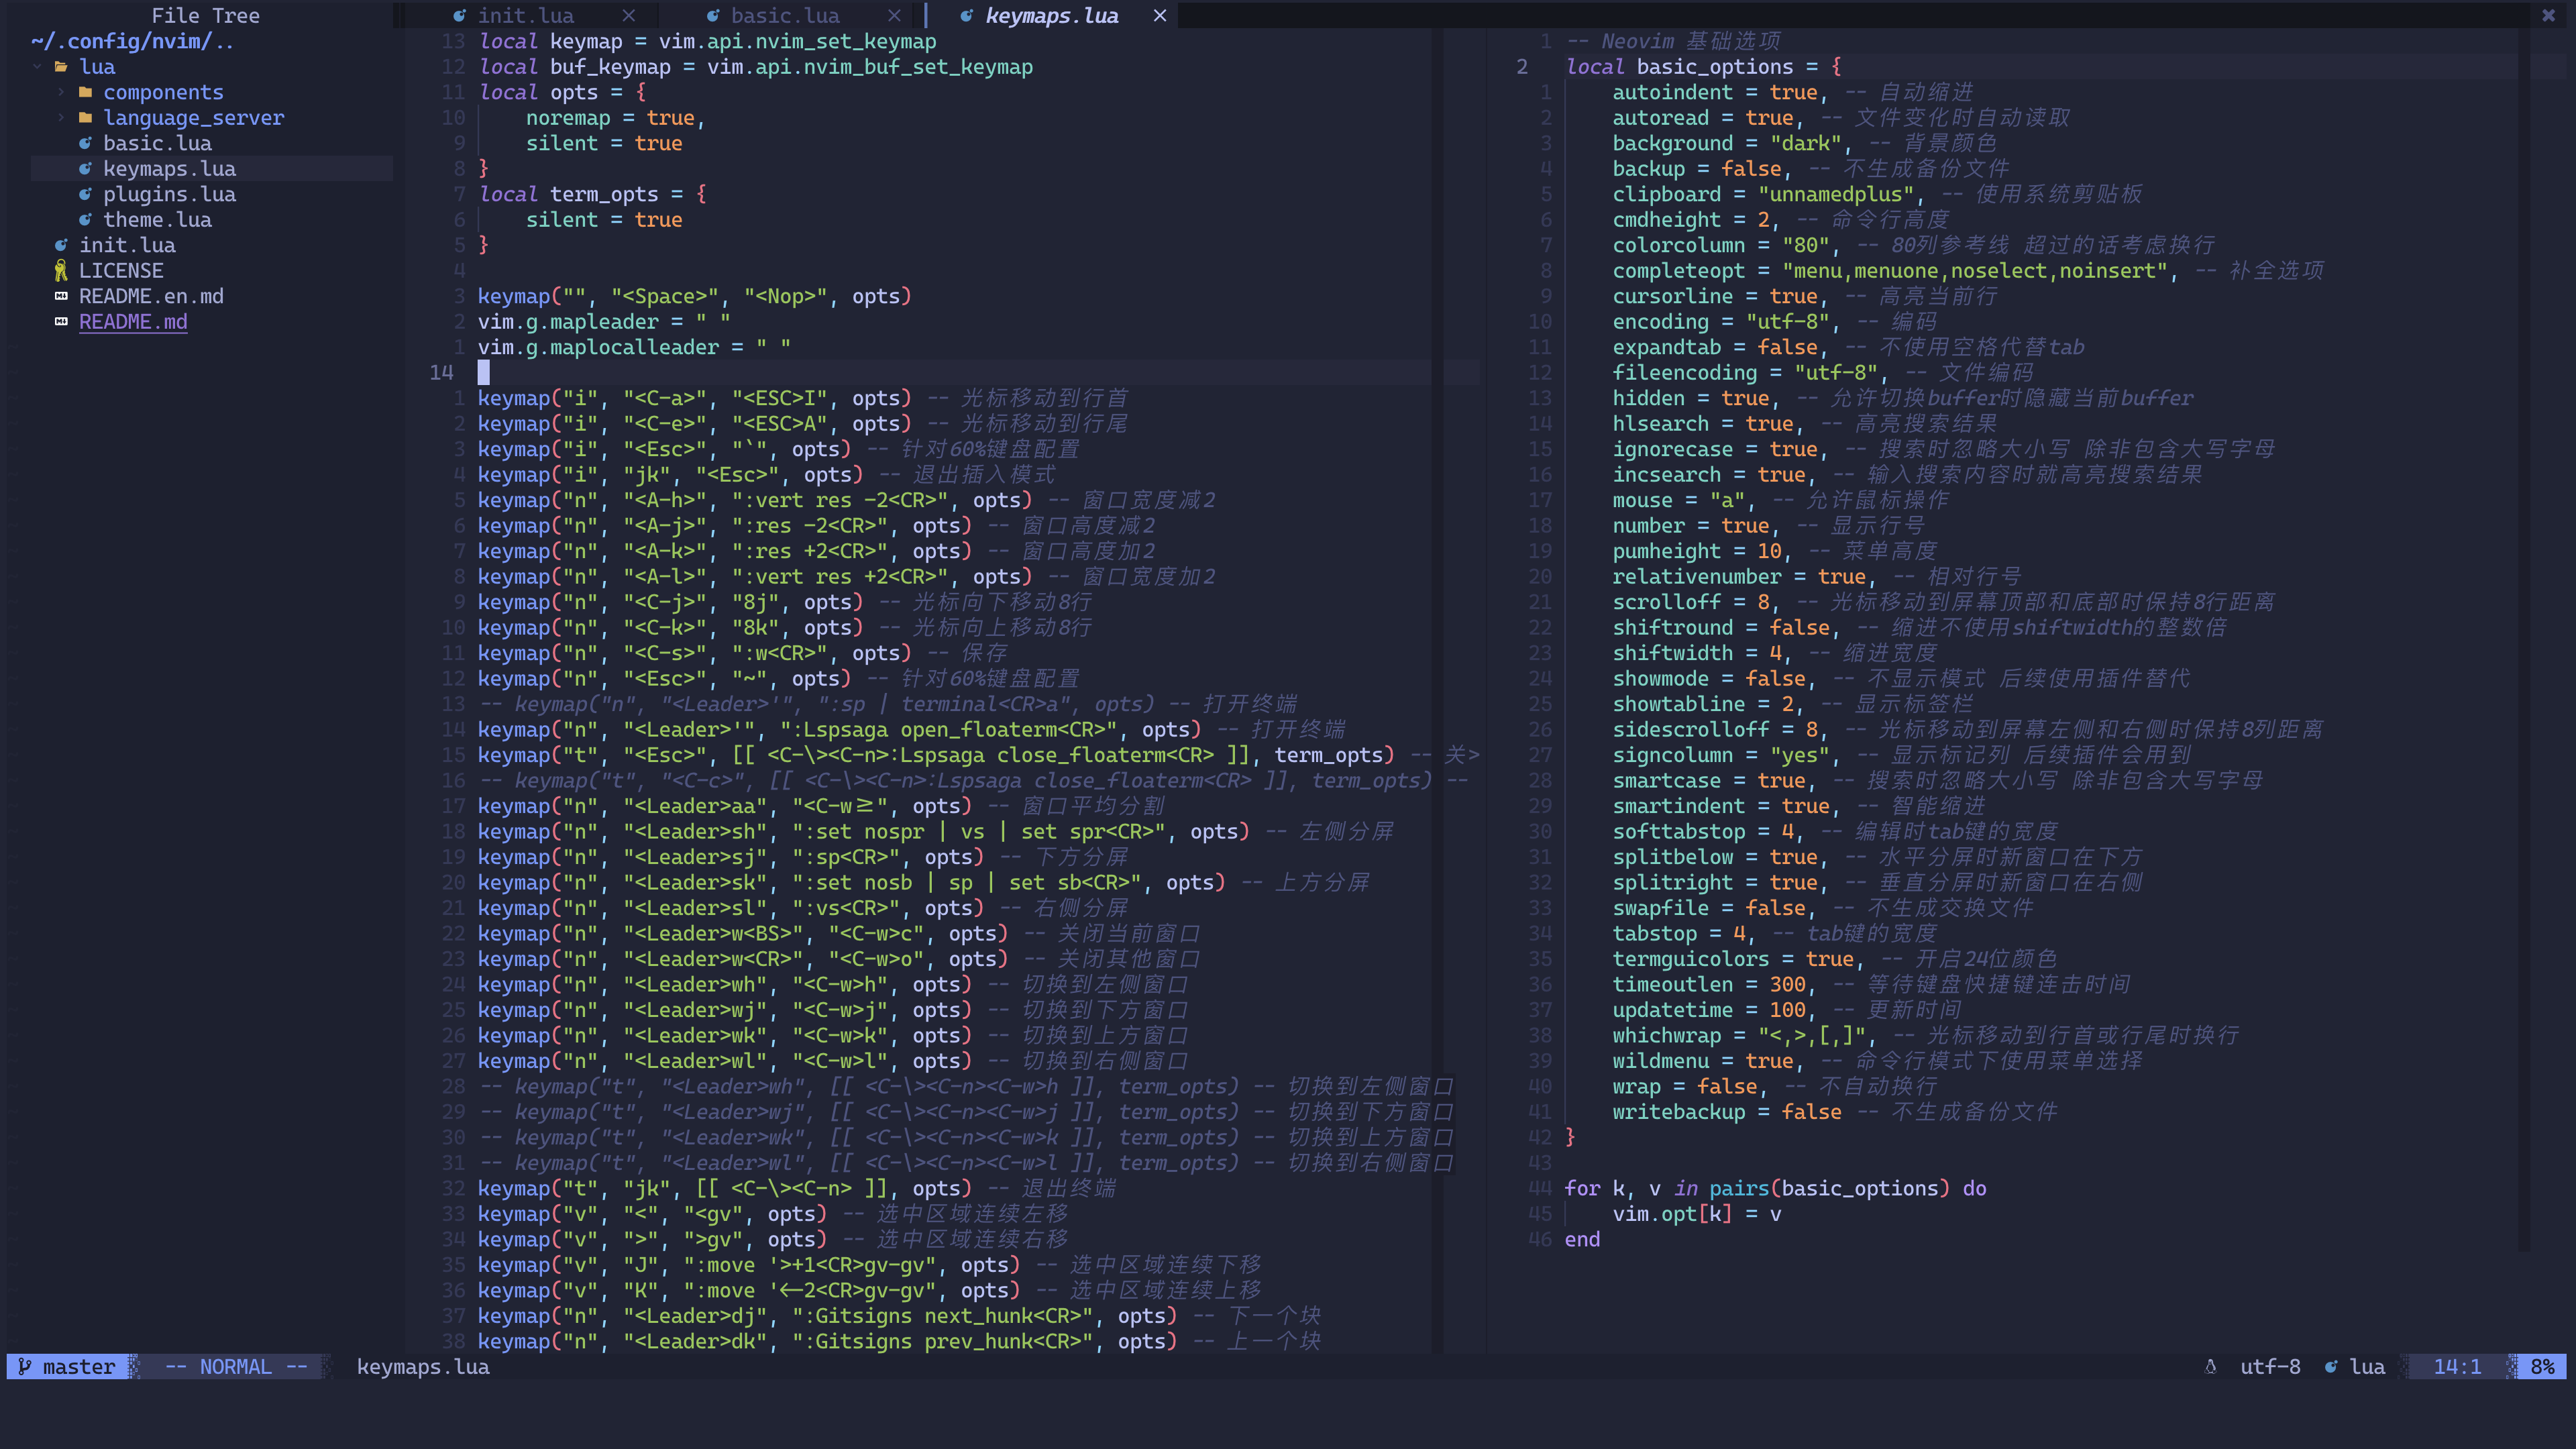 File Tree
~/.config/nvim/..
lua
components
language_server
basic.lua
keymaps.lua
plugins.lua
theme.lua
init.lua
LICENSE
README.en.md
README.md
init.lua
basic.lua
keymaps.lua
13 local keymap = vim.api.nvim_set_keymap
12 local buf_keymap = vim.api.nvim_buf_set_keymap
11 local opts = {
10 noremap = true,
9 silent = true
8 }
7 local term_opts = {
6 silent = true
5 }
4
3 keymap("", "<Space>", "<Nop>", opts)
2 vim.g.mapleader = " "
1 vim.g.maplocalleader = " "
14
1 keymap("i", "<C-a>", "<ESC>I", opts) -- 光标移动到行首
2 keymap("i", "<C-e>", "<ESC>A", opts) -- 光标移动到行尾
3 keymap("i", "<Esc>", "`", opts) -- 针对60%键盘配置
4 keymap("i", "jk", "<Esc>", opts) -- 退出插入模式
5 keymap("n", "<A-h>", ":vert res -2<CR>", opts) -- 窗口宽度减2
6 keymap("n", "<A-j>", ":res -2<CR>", opts) -- 窗口高度减2
7 keymap("n", "<A-k>", ":res +2<CR>", opts) -- 窗口高度加2
8 keymap("n", "<A-l>", ":vert res +2<CR>", opts) -- 窗口宽度加2
9 keymap("n", "<C-j>", "8j", opts) -- 光标向下移动8行
10 keymap("n", "<C-k>", "8k", opts) -- 光标向上移动8行
11 keymap("n", "<C-s>", ":w<CR>", opts) -- 保存
12 keymap("n", "<Esc>", "~", opts) -- 针对60%键盘配置
13 -- keymap("n", "<Leader>'", ":sp | terminal<CR>a", opts) -- 打开终端
14 keymap("n", "<Leader>'", ":Lspsaga open_floaterm<CR>", opts) -- 打开终端
15 keymap("t", "<Esc>", [[ <C-\><C-n>:Lspsaga close_floaterm<CR> ]], term_opts) -- 关>
16 -- keymap("t", "<C-c>", [[ <C-\><C-n>:Lspsaga close_floaterm<CR> ]], term_opts) --
17 keymap("n", "<Leader>aa", "<C-w≥", opts) -- 窗口平均分割
18 keymap("n", "<Leader>sh", ":set nospr | vs | set spr<CR>", opts) -- 左侧分屏
19 keymap("n", "<Leader>sj", ":sp<CR>", opts) -- 下方分屏
20 keymap("n", "<Leader>sk", ":set nosb | sp | set sb<CR>", opts) -- 上方分屏
21 keymap("n", "<Leader>sl", ":vs<CR>", opts) -- 右侧分屏
22 keymap("n", "<Leader>w<BS>", "<C-w>c", opts) -- 关闭当前窗口
23 keymap("n", "<Leader>w<CR>", "<C-w>o", opts) -- 关闭其他窗口
24 keymap("n", "<Leader>wh", "<C-w>h", opts) -- 切换到左侧窗口
25 keymap("n", "<Leader>wj", "<C-w>j", opts) -- 切换到下方窗口
26 keymap("n", "<Leader>wk", "<C-w>k", opts) -- 切换到上方窗口
27 keymap("n", "<Leader>wl", "<C-w>l", opts) -- 切换到右侧窗口
28 -- keymap("t", "<Leader>wh", [[ <C-\><C-n><C-w>h ]], term_opts) -- 切换到左侧窗口
29 -- keymap("t", "<Leader>wj", [[ <C-\><C-n><C-w>j ]], term_opts) -- 切换到下方窗口
30 -- keymap("t", "<Leader>wk", [[ <C-\><C-n><C-w>k ]], term_opts) -- 切换到上方窗口
31 -- keymap("t", "<Leader>wl", [[ <C-\><C-n><C-w>l ]], term_opts) -- 切换到右侧窗口
32 keymap("t", "jk", [[ <C-\><C-n> ]], opts) -- 退出终端
33 keymap("v", "<", "<gv", opts) -- 选中区域连续左移
34 keymap("v", ">", ">gv", opts) -- 选中区域连续右移
35 keymap("v", "J", ":move '>+1<CR>gv-gv", opts) -- 选中区域连续下移
36 keymap("v", "K", ":move '<-2<CR>gv-gv", opts) -- 选中区域连续上移
37 keymap("n", "<Leader>dj", ":Gitsigns next_hunk<CR>", opts) -- 下一个块
38 keymap("n", "<Leader>dk", ":Gitsigns prev_hunk<CR>", opts) -- 上一个块
1 -- Neovim 基础选项
2 local basic_options = {
1 autoindent = true, -- 自动缩进
2 autoread = true, -- 文件变化时自动读取
3 background = "dark", -- 背景颜色
4 backup = false, -- 不生成备份文件
5 clipboard = "unnamedplus", -- 使用系统剪贴板
6 cmdheight = 2, -- 命令行高度
7 colorcolumn = "80", -- 80列参考线 超过的话考虑换行
8 completeopt = "menu,menuone,noselect,noinsert", -- 补全选项
9 cursorline = true, -- 高亮当前行
10 encoding = "utf-8", -- 编码
11 expandtab = false, -- 不使用空格代替tab
12 fileencoding = "utf-8", -- 文件编码
13 hidden = true, -- 允许切换buffer时隐藏当前buffer
14 hlsearch = true, -- 高亮搜索结果
15 ignorecase = true, -- 搜索时忽略大小写 除非包含大写字母
16 incsearch = true, -- 输入搜索内容时就高亮搜索结果
17 mouse = "a", -- 允许鼠标操作
18 number = true, -- 显示行号
19 pumheight = 10, -- 菜单高度
20 relativenumber = true, -- 相对行号
21 scrolloff = 8, -- 光标移动到屏幕顶部和底部时保持8行距离
22 shiftround = false, -- 缩进不使用shiftwidth的整数倍
23 shiftwidth = 4, -- 缩进宽度
24 showmode = false, -- 不显示模式 后续使用插件替代
25 showtabline = 2, -- 显示标签栏
26 sidescrolloff = 8, -- 光标移动到屏幕左侧和右侧时保持8列距离
27 signcolumn = "yes", -- 显示标记列 后续插件会用到
28 smartcase = true, -- 搜索时忽略大小写 除非包含大写字母
29 smartindent = true, -- 智能缩进
30 softtabstop = 4, -- 编辑时tab键的宽度
31 splitbelow = true, -- 水平分屏时新窗口在下方
32 splitright = true, -- 垂直分屏时新窗口在右侧
33 swapfile = false, -- 不生成交换文件
34 tabstop = 4, -- tab键的宽度
35 termguicolors = true, -- 开启24位颜色
36 timeoutlen = 300, -- 等待键盘快捷键连击时间
37 updatetime = 100, -- 更新时间
38 whichwrap = "<,>,[,]", -- 光标移动到行首或行尾时换行
39 wildmenu = true, -- 命令行模式下使用菜单选择
40 wrap = false, -- 不自动换行
41 writebackup = false -- 不生成备份文件
42 }
43
44 for k, v in pairs(basic_options) do
45 vim.opt[k] = v
46 end
master -- NORMAL -- keymaps.lua utf-8 lua 14:1 8%